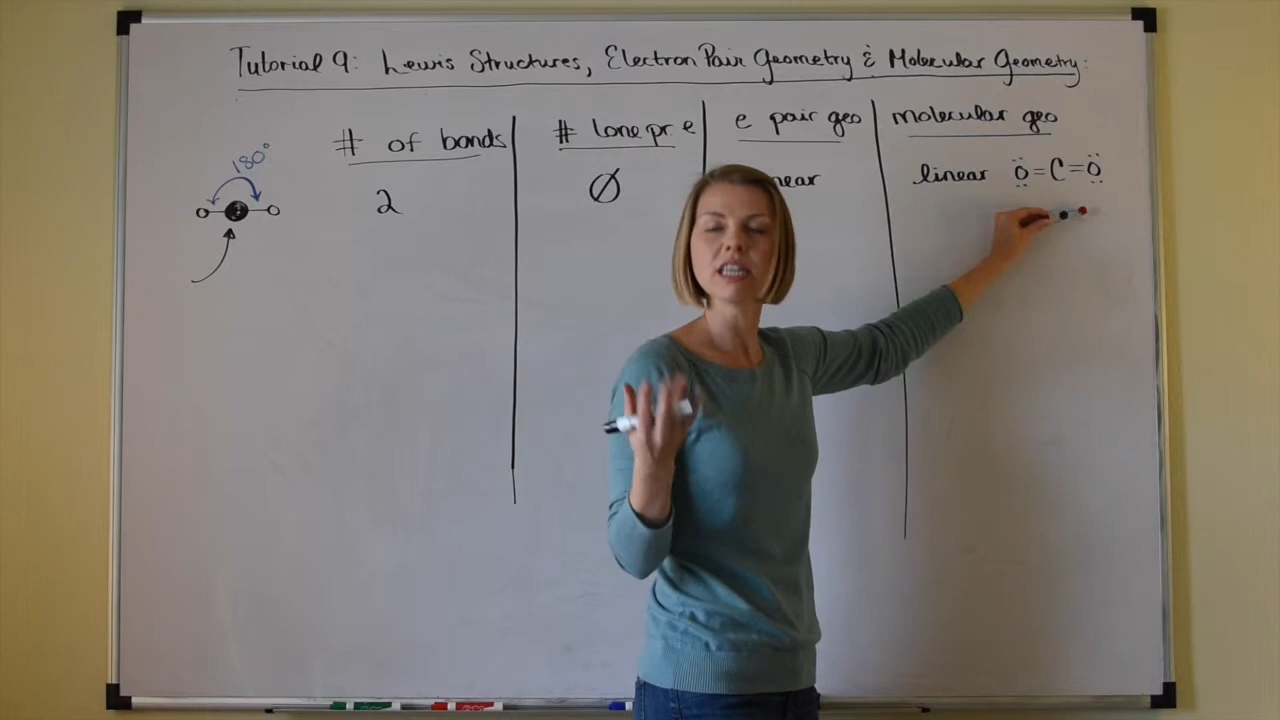 Tutorial 9: Lewis Structures, Electron Pair Geometry & Molecular Geometry:
# of bonds # lone pr e e pair geo molecular geo
180°
2 Ø near linear O=C=O